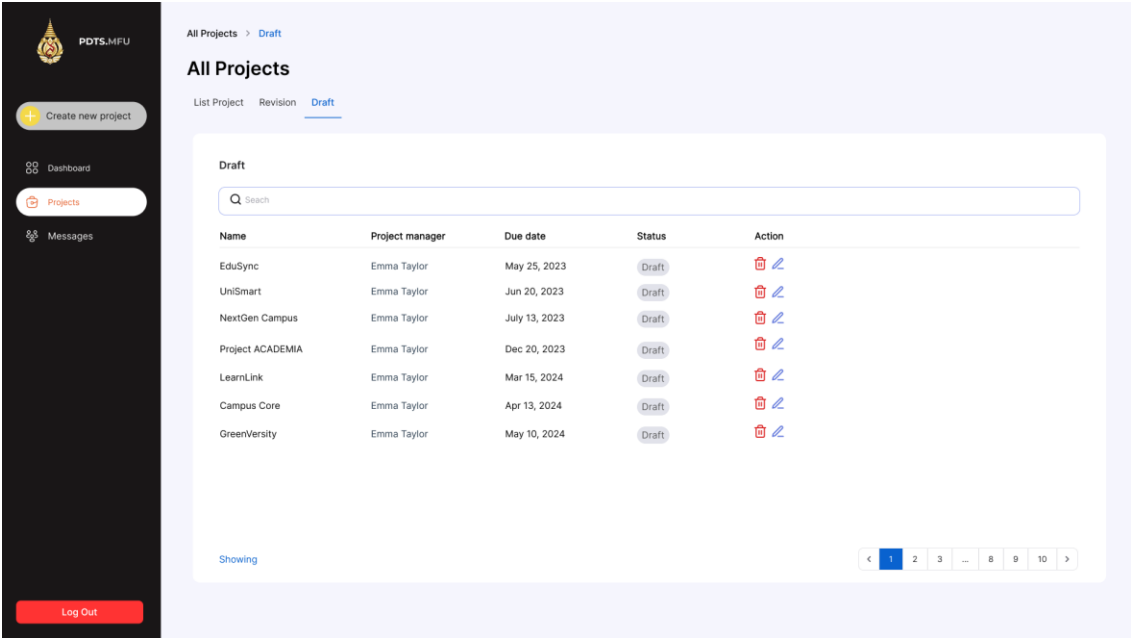 PDTS.MFU
Create new project
Dashboard
Projects
Messages
Log Out
All Projects > Draft
All Projects
List Project Revision Draft
Draft
Seach
Name Project manager Due date Status Action
EduSync Emma Taylor May 25, 2023 Draft
UniSmart Emma Taylor Jun 20, 2023 Draft
NextGen Campus Emma Taylor July 13, 2023 Draft
Project ACADEMIA Emma Taylor Dec 20, 2023 Draft
LearnLink Emma Taylor Mar 15, 2024 Draft
Campus Core Emma Taylor Apr 13, 2024 Draft
GreenVersity Emma Taylor May 10, 2024 Draft
Showing < 1 2 3 ... 8 9 10 >